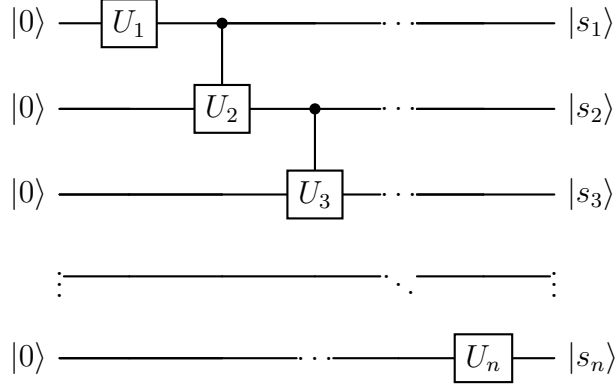 |0⟩ U₁ · · · |s₁⟩
|0⟩ U₂ · · · |s₂⟩
|0⟩ U₃ · · · |s₃⟩
⋮ ⋱ ⋮
|0⟩ · · · Uₙ |sₙ⟩